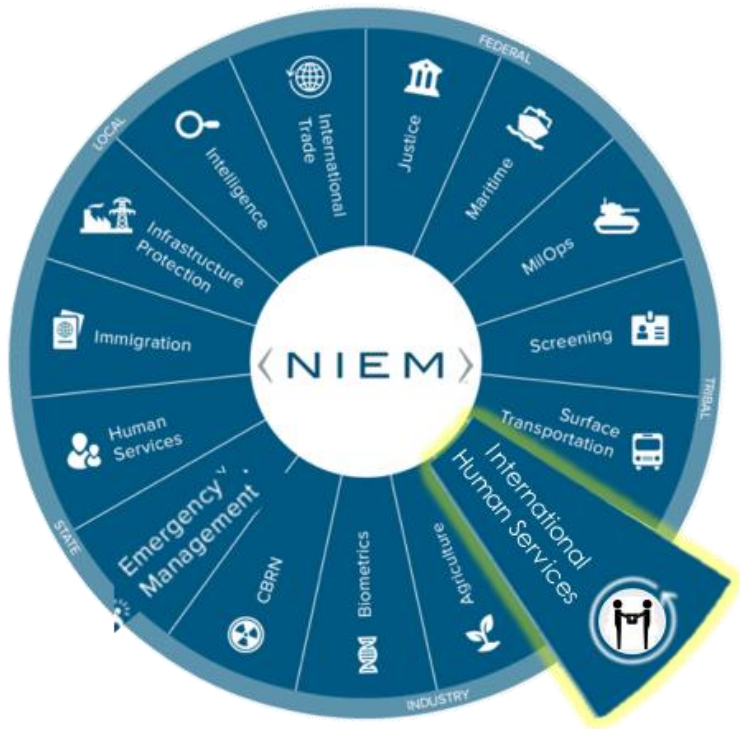 FEDERAL
LOCAL
International
Trade
Justice
Intelligence
Maritime
Infrastructure
Protection
MilOps
Immigration
Screening
‹NIEM›
TRIBAL
Human
Services
Surface
Transportation
International
Human Services
Emergency
Management
STATE
CBRN
Biometrics
Agriculture
INDUSTRY